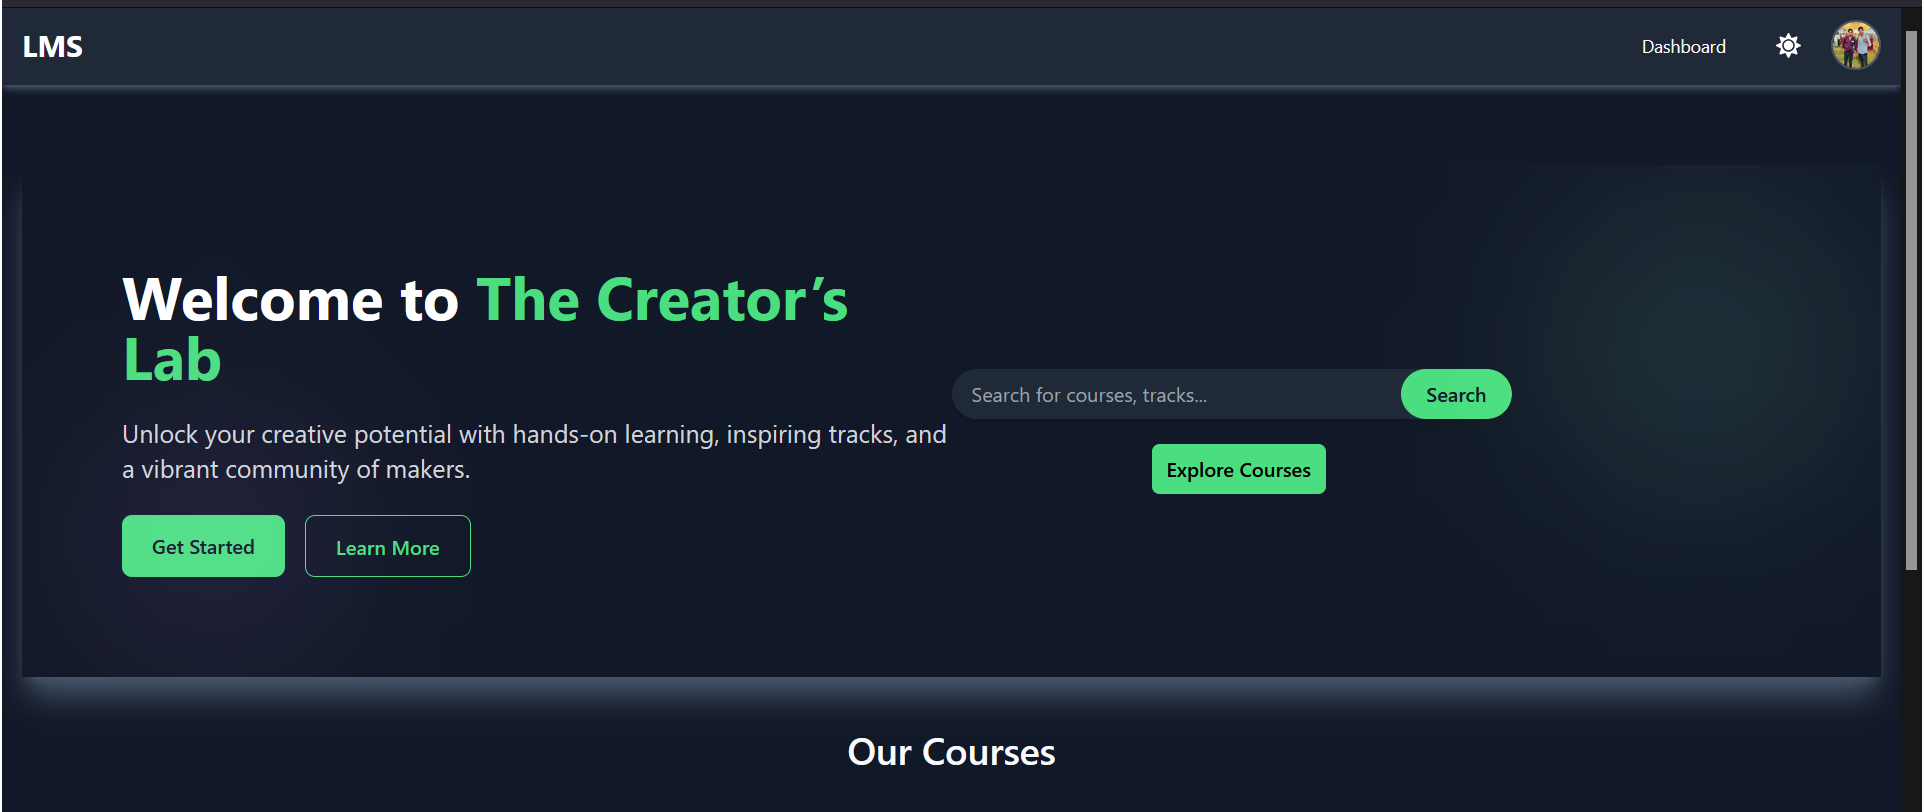 LMS
Dashboard
Welcome to The Creator’s
Lab
Unlock your creative potential with hands-on learning, inspiring tracks, and
a vibrant community of makers.
Get Started
Learn More
Search for courses, tracks...
Search
Explore Courses
Our Courses